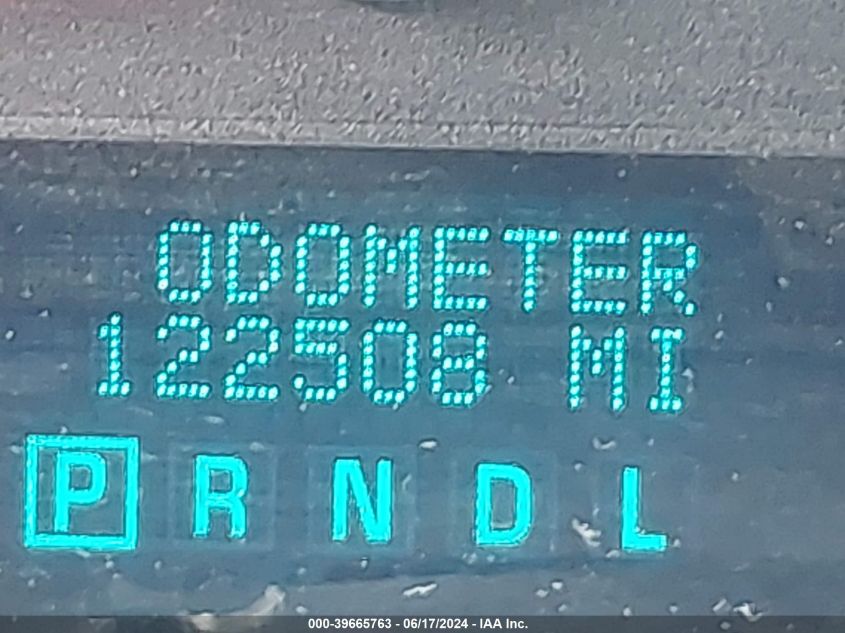 ODOMETER
122508 MI
P R N D L
000-39665763 - 06/17/2024 - IAA Inc.